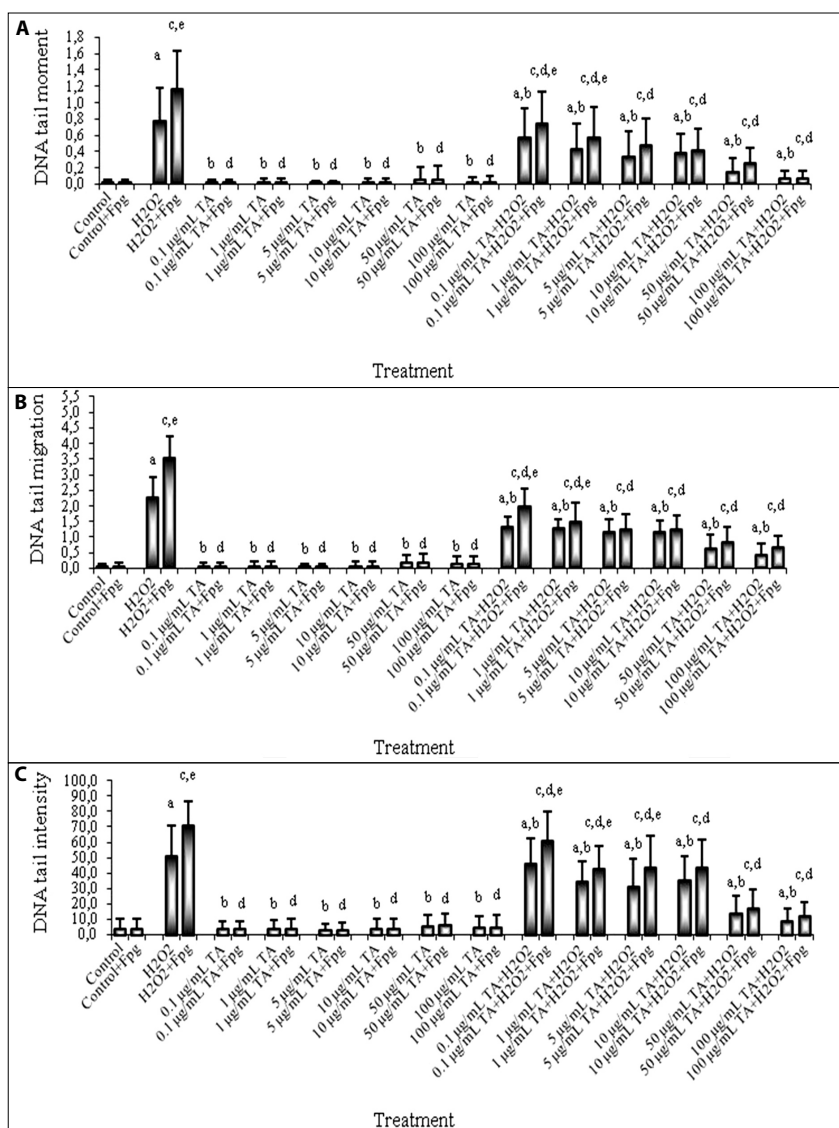 A
DNA tail moment
1,8
1,6
1,4
1,2
1,0
0,8
0,6
0,4
0,2
0,0
a
c,e
b
d
b
d
b
d
b
d
b
d
b
d
a,b
c,d,e
a,b
c,d,e
a,b
c,d
a,b
c,d
a,b
c,d
a,b
c,d
Control
Control+Fpg
H2O2
H2O2+Fpg
0.1 µg/mL TA
0.1 µg/mL TA+Fpg
1 µg/mL TA
1 µg/mL TA+Fpg
5 µg/mL TA
5 µg/mL TA+Fpg
10 µg/mL TA
10 µg/mL TA+Fpg
50 µg/mL TA
50 µg/mL TA+Fpg
100 µg/mL TA
100 µg/mL TA+Fpg
0.1 µg/mL TA+H2O2
0.1 µg/mL TA+H2O2+Fpg
1 µg/mL TA+H2O2
1 µg/mL TA+H2O2+Fpg
5 µg/mL TA+H2O2
5 µg/mL TA+H2O2+Fpg
10 µg/mL TA+H2O2
10 µg/mL TA+H2O2+Fpg
50 µg/mL TA+H2O2
50 µg/mL TA+H2O2+Fpg
100 µg/mL TA+H2O2
100 µg/mL TA+H2O2+Fpg
Treatment
B
DNA tail migration
5,5
5,0
4,5
4,0
3,5
3,0
2,5
2,0
1,5
1,0
0,5
0,0
a
c,e
b
d
b
d
b
d
b
d
b
d
b
d
a,b
c,d,e
a,b
c,d,e
a,b
c,d
a,b
c,d
a,b
c,d
a,b
c,d
Control
Control+Fpg
H2O2
H2O2+Fpg
0.1 µg/mL TA
0.1 µg/mL TA+Fpg
1 µg/mL TA
1 µg/mL TA+Fpg
5 µg/mL TA
5 µg/mL TA+Fpg
10 µg/mL TA
10 µg/mL TA+Fpg
50 µg/mL TA
50 µg/mL TA+Fpg
100 µg/mL TA
100 µg/mL TA+Fpg
0.1 µg/mL TA+H2O2
0.1 µg/mL TA+H2O2+Fpg
1 µg/mL TA+H2O2
1 µg/mL TA+H2O2+Fpg
5 µg/mL TA+H2O2
5 µg/mL TA+H2O2+Fpg
10 µg/mL TA+H2O2
10 µg/mL TA+H2O2+Fpg
50 µg/mL TA+H2O2
50 µg/mL TA+H2O2+Fpg
100 µg/mL TA+H2O2
100 µg/mL TA+H2O2+Fpg
Treatment
C
DNA tail intensity
100,0
90,0
80,0
70,0
60,0
50,0
40,0
30,0
20,0
10,0
0,0
a
c,e
b
d
b
d
b
d
b
d
b
d
b
d
a,b
c,d,e
a,b
c,d,e
a,b
c,d,e
a,b
c,d
a,b
c,d
a,b
c,d
Control
Control+Fpg
H2O2
H2O2+Fpg
0.1 µg/mL TA
0.1 µg/mL TA+Fpg
1 µg/mL TA
1 µg/mL TA+Fpg
5 µg/mL TA
5 µg/mL TA+Fpg
10 µg/mL TA
10 µg/mL TA+Fpg
50 µg/mL TA
50 µg/mL TA+Fpg
100 µg/mL TA
100 µg/mL TA+Fpg
0.1 µg/mL TA+H2O2
0.1 µg/mL TA+H2O2+Fpg
1 µg/mL TA+H2O2
1 µg/mL TA+H2O2+Fpg
5 µg/mL TA+H2O2
5 µg/mL TA+H2O2+Fpg
10 µg/mL TA+H2O2
10 µg/mL TA+H2O2+Fpg
50 µg/mL TA+H2O2
50 µg/mL TA+H2O2+Fpg
100 µg/mL TA+H2O2
100 µg/mL TA+H2O2+Fpg
Treatment